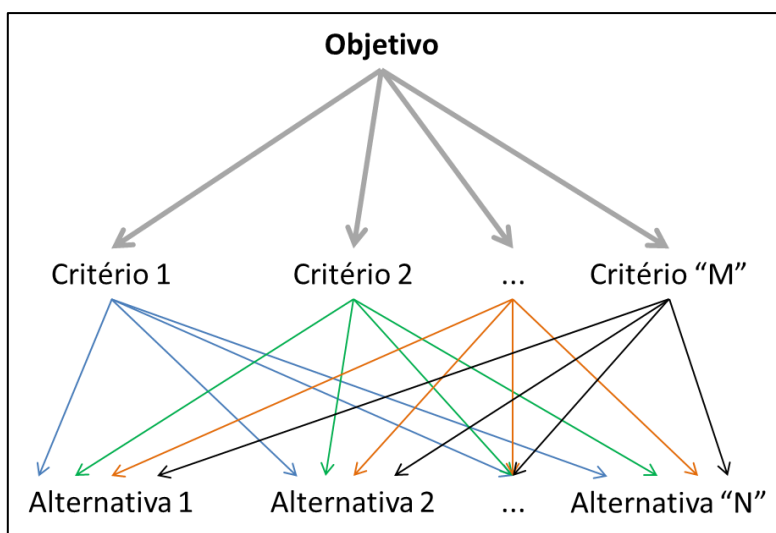 Objetivo
Critério 1 Critério 2 ... Critério “M”
Alternativa 1 Alternativa 2 ... Alternativa “N”